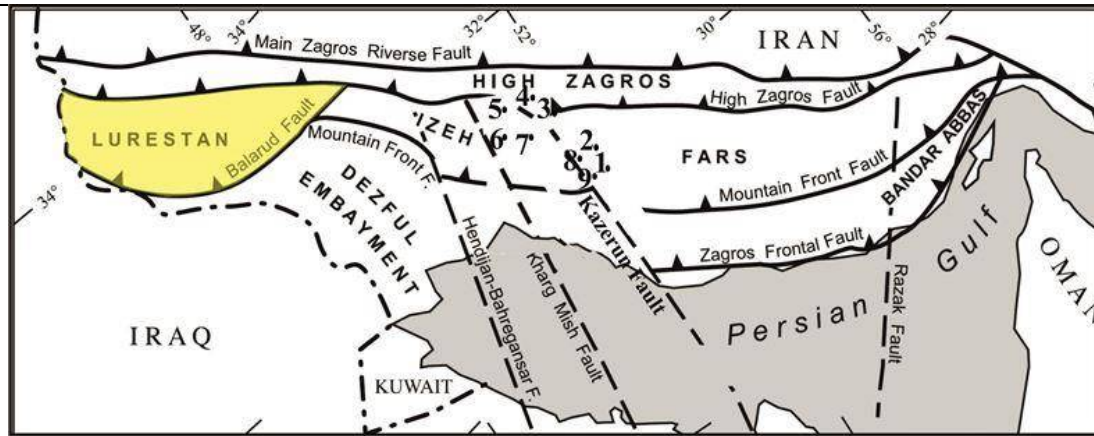 48°
34°
32°
52°
30°
56°
28°
IRAN
Main Zagros Riverse Fault
HIGH ZAGROS
High Zagros Fault
LURESTAN
Balarud Fault
Mountain Front F.
IZEH
5
4
3
6
7
2
8
1
9
FARS
Mountain Front Fault
BANDAR ABBAS
DEZFUL
EMBAYMENT
Kazerun Fault
Zagros Frontal Fault
34°
Hendijan-Bahregansar F.
Kharg Mish Fault
Razak Fault
Persian Gulf
OMAN
IRAQ
KUWAIT